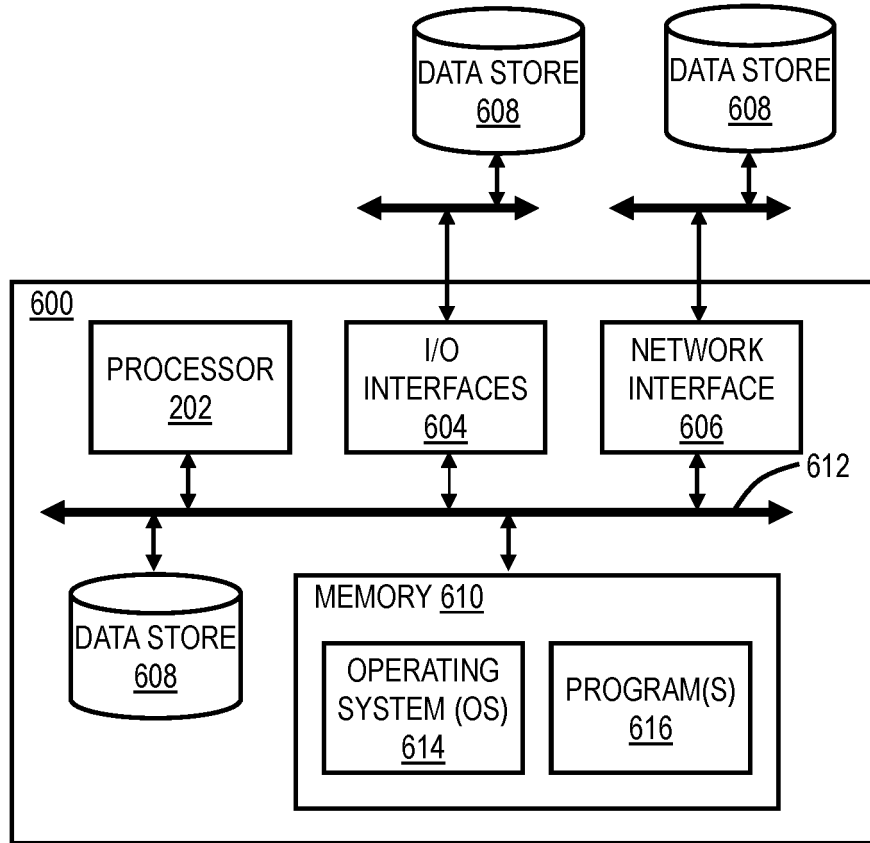 DATA STORE
608
DATA STORE
608
600
PROCESSOR
202
I/O
INTERFACES
604
NETWORK
INTERFACE
606
612
DATA STORE
608
MEMORY 610
OPERATING
SYSTEM (OS)
614
PROGRAM(S)
616